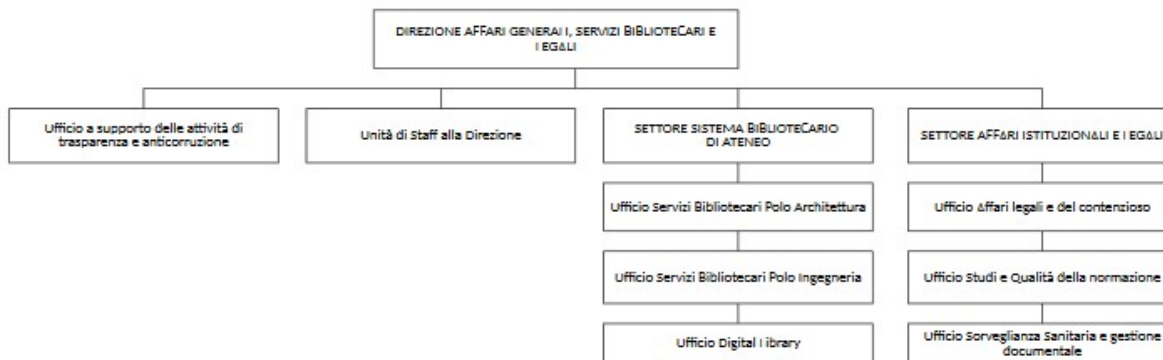 DIREZIONE AFFARI GENERALI, SERVIZI BIBLIOTECARI E
LEGALI
Ufficio a supporto delle attività di
trasparenza e anticorruzione
Unità di Staff alla Direzione
SETTORE SISTEMA BIBLIOTECARIO
DI ATENEO
SETTORE AFFARI ISTITUZIONALI E LEGALI
Ufficio Servizi Bibliotecari Polo Architettura
Ufficio Affari legali e del contenzioso
Ufficio Servizi Bibliotecari Polo Ingegneria
Ufficio Studi e Qualità della normazione
Ufficio Digital Library
Ufficio Sorveglianza Sanitaria e gestione
documentale